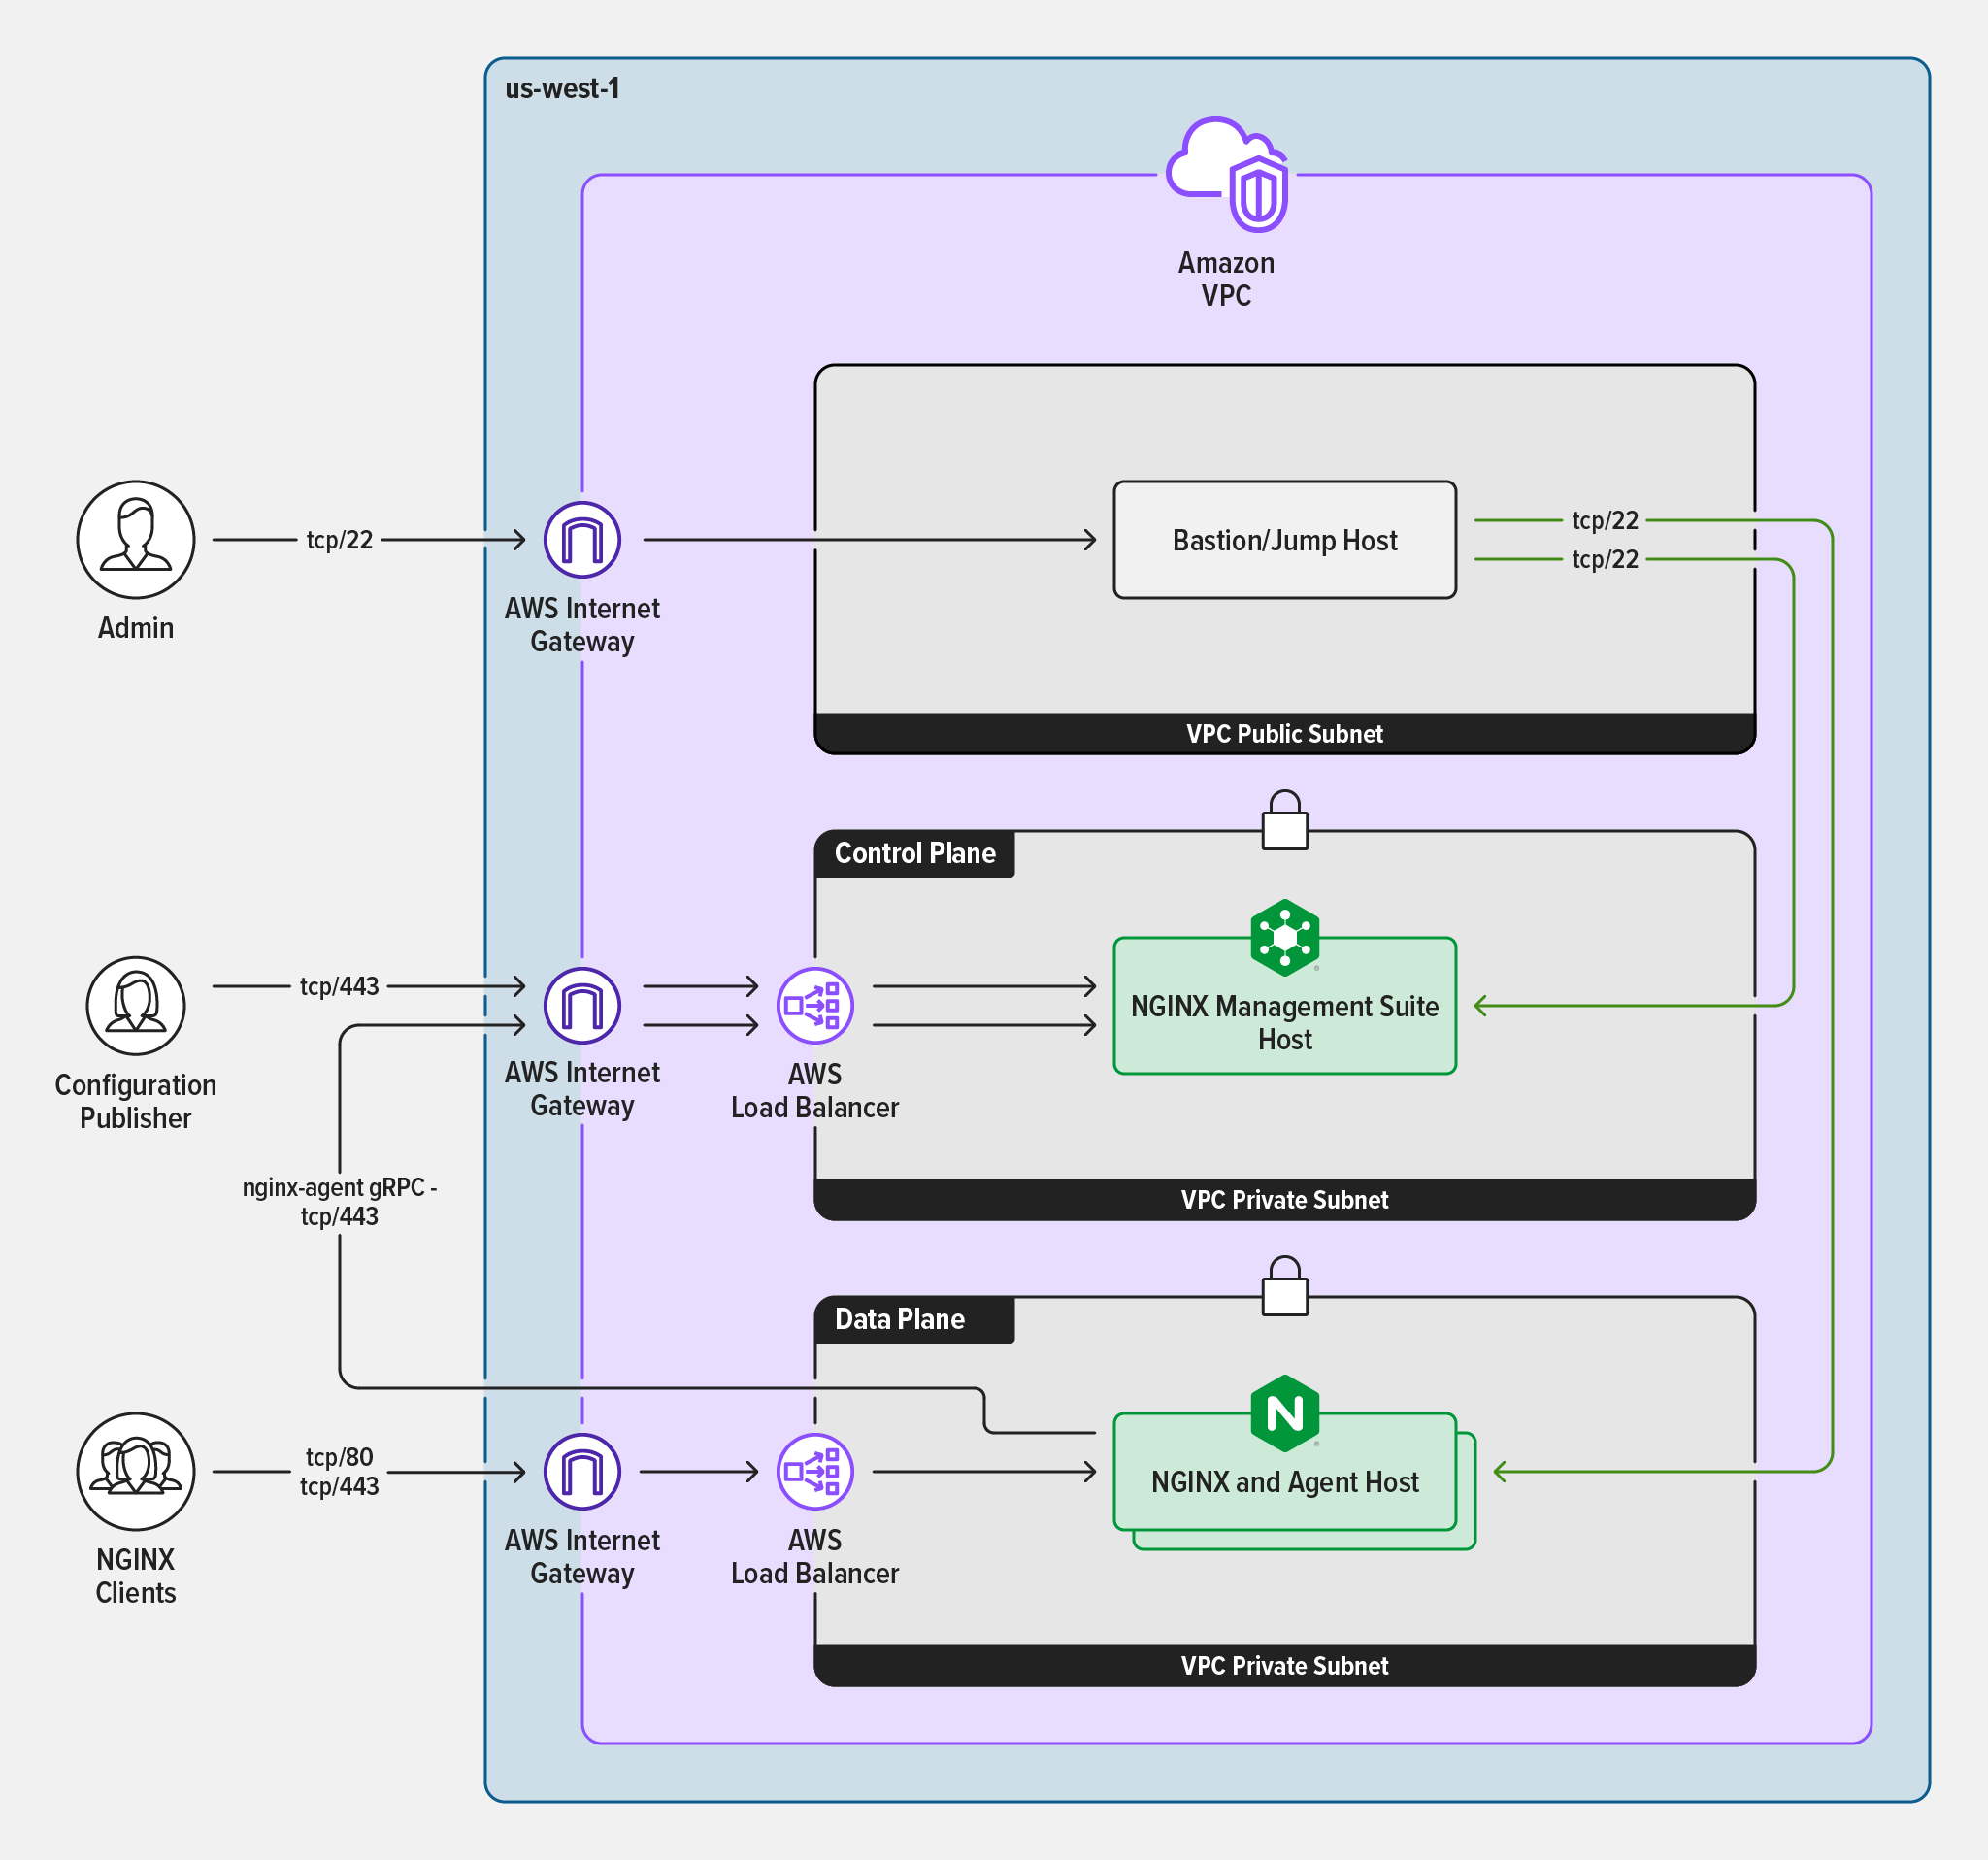 us-west-1
Amazon
VPC
Admin
tcp/22
AWS Internet
Gateway
Bastion/Jump Host
tcp/22
tcp/22
VPC Public Subnet
Control Plane
Configuration
Publisher
tcp/443
AWS Internet
Gateway
AWS
Load Balancer
NGINX Management Suite
Host
nginx-agent gRPC -
tcp/443
VPC Private Subnet
Data Plane
NGINX
Clients
tcp/80
tcp/443
AWS Internet
Gateway
AWS
Load Balancer
N
NGINX and Agent Host
VPC Private Subnet